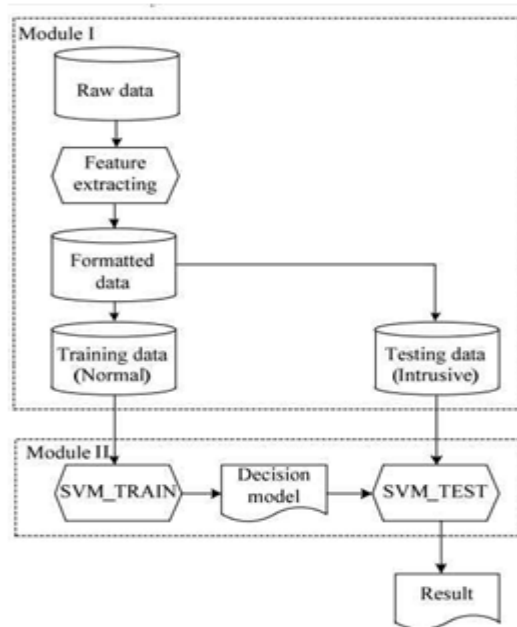 Module I
Raw data
Feature
extracting
Formatted
data
Training data
(Normal)
Testing data
(Intrusive)
Module II
SVM_TRAIN
Decision
model
SVM_TEST
Result